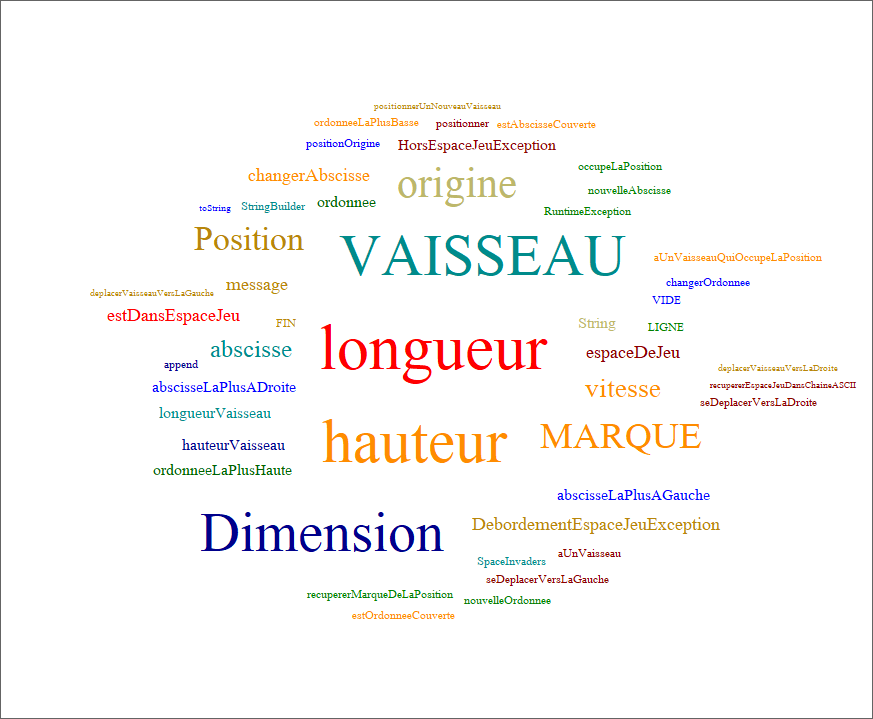 positionnerUnNouveauVaisseau
ordonneeLaPlusBasse positionner estAbscisseCouverte
positionOrigine HorsEspaceJeuException
occupeLaPosition
changerAbscisse origine
nouvelleAbscisse
toString StringBuilder ordonnee RuntimeException
Position VAISSEAU
aUnVaisseauQuiOccupeLaPosition
message changerOrdonnee
deplacerVaisseauVersLaGauche VIDE
estDansEspaceJeu FIN String LIGNE
abscisse longueur espaceDeJeu
append deplacerVaisseauVersLaDroite
abscisseLaPlusADroite vitesse recupererEspaceJeuDansChaineASCII
seDeplacerVersLaDroite
longueurVaisseau
hauteurVaisseau hauteur MARQUE
ordonneeLaPlusHaute
abscisseLaPlusAGauche
Dimension DebordementEspaceJeuException
SpaceInvaders aUnVaisseau
seDeplacerVersLaGauche
recupererMarqueDeLaPosition nouvelleOrdonnee
estOrdonneeCouverte